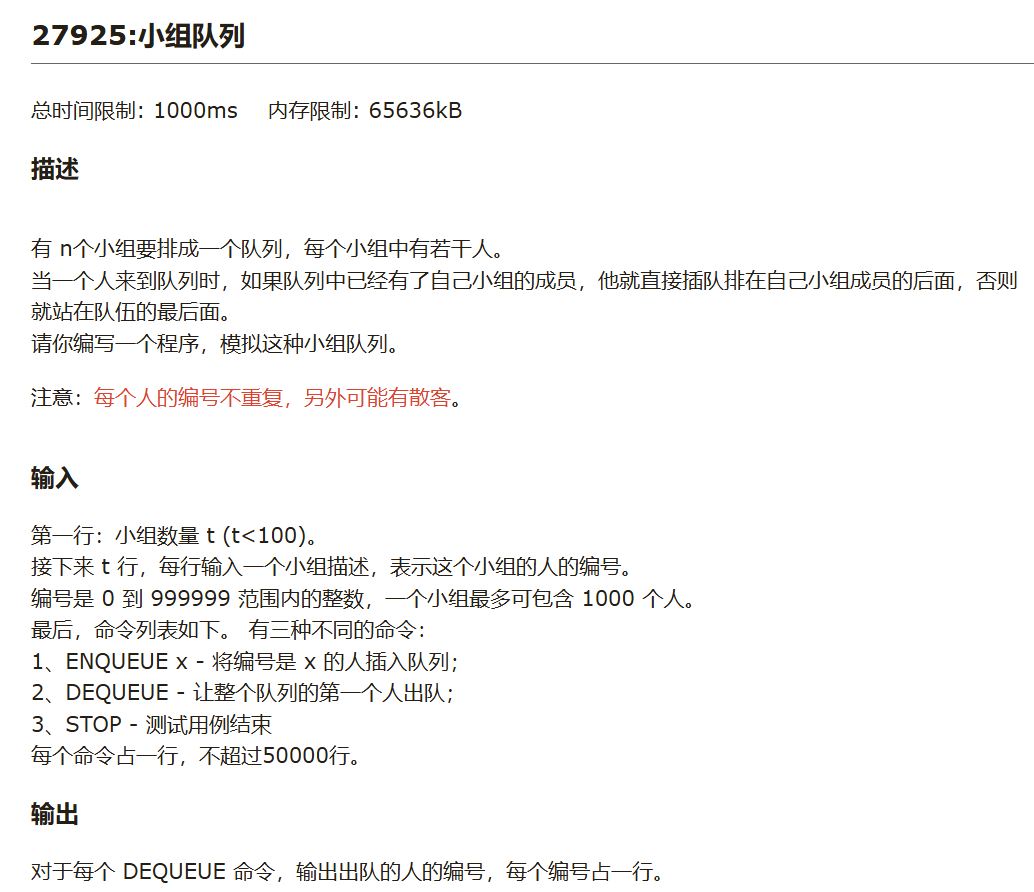 27925:小组队列
总时间限制: 1000ms 内存限制: 65636kB
描述
有 n个小组要排成一个队列，每个小组中有若干人。
当一个人来到队列时，如果队列中已经有了自己小组的成员，他就直接插队排在自己小组成员的后面，否则
就站在队伍的最后面。
请你编写一个程序，模拟这种小组队列。
注意：每个人的编号不重复，另外可能有散客。
输入
第一行：小组数量 t (t<100)。
接下来 t 行，每行输入一个小组描述，表示这个小组的人的编号。
编号是 0 到 999999 范围内的整数，一个小组最多可包含 1000 个人。
最后，命令列表如下。 有三种不同的命令：
1、ENQUEUE x - 将编号是 x 的人插入队列；
2、DEQUEUE - 让整个队列的第一个人出队；
3、STOP - 测试用例结束
每个命令占一行，不超过50000行。
输出
对于每个 DEQUEUE 命令，输出出队的人的编号，每个编号占一行。